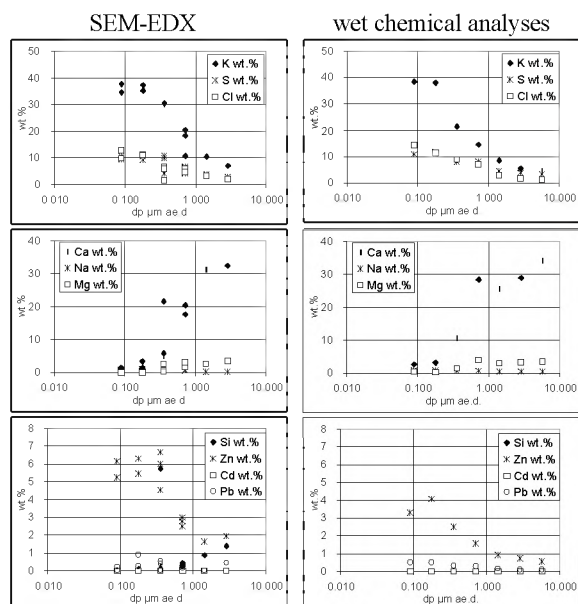 SEM-EDX
wet chemical analyses
50
40
30
20
10
0
wt.%
K wt.%
S wt.%
Cl wt.%
0.010
0.100
1.000
10.000
dp µm ae d
50
40
30
20
10
0
wt.%
K wt.%
S wt.%
Cl wt.%
0.010
0.100
1.000
10.000
dp µm ae d
40
30
20
10
0
wt.%
Ca wt.%
Na wt.%
Mg wt.%
0.010
0.100
1.000
10.000
dp µm ae d
40
30
20
10
0
wt.%
Ca wt.%
Na wt.%
Mg wt.%
0.010
0.100
1.000
10.000
dp µm ae.d.
8
7
6
5
4
3
2
1
0
wt %
Si wt.%
Zn wt.%
Cd wt.%
Pb wt.%
0.010
0.100
1.000
10.000
dp µm ae d
8
7
6
5
4
3
2
1
0
wt.%
Si wt.%
Zn wt.%
Cd wt.%
Pb wt.%
0.010
0.100
1.000
10.000
dp µm ae.d.